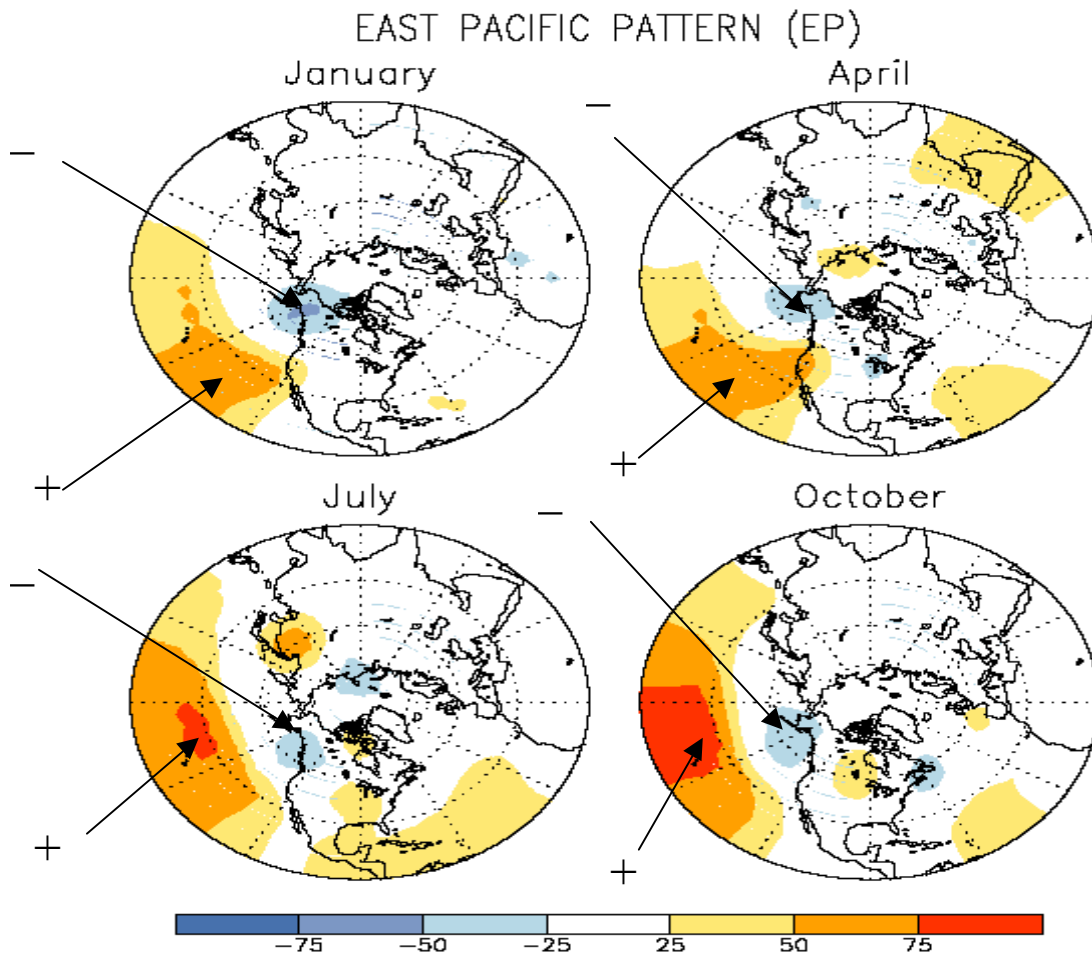 EAST PACIFIC PATTERN (EP)
January
April
−
−
+
+
July
October
−
−
+
+
−75 −50 −25 25 50 75